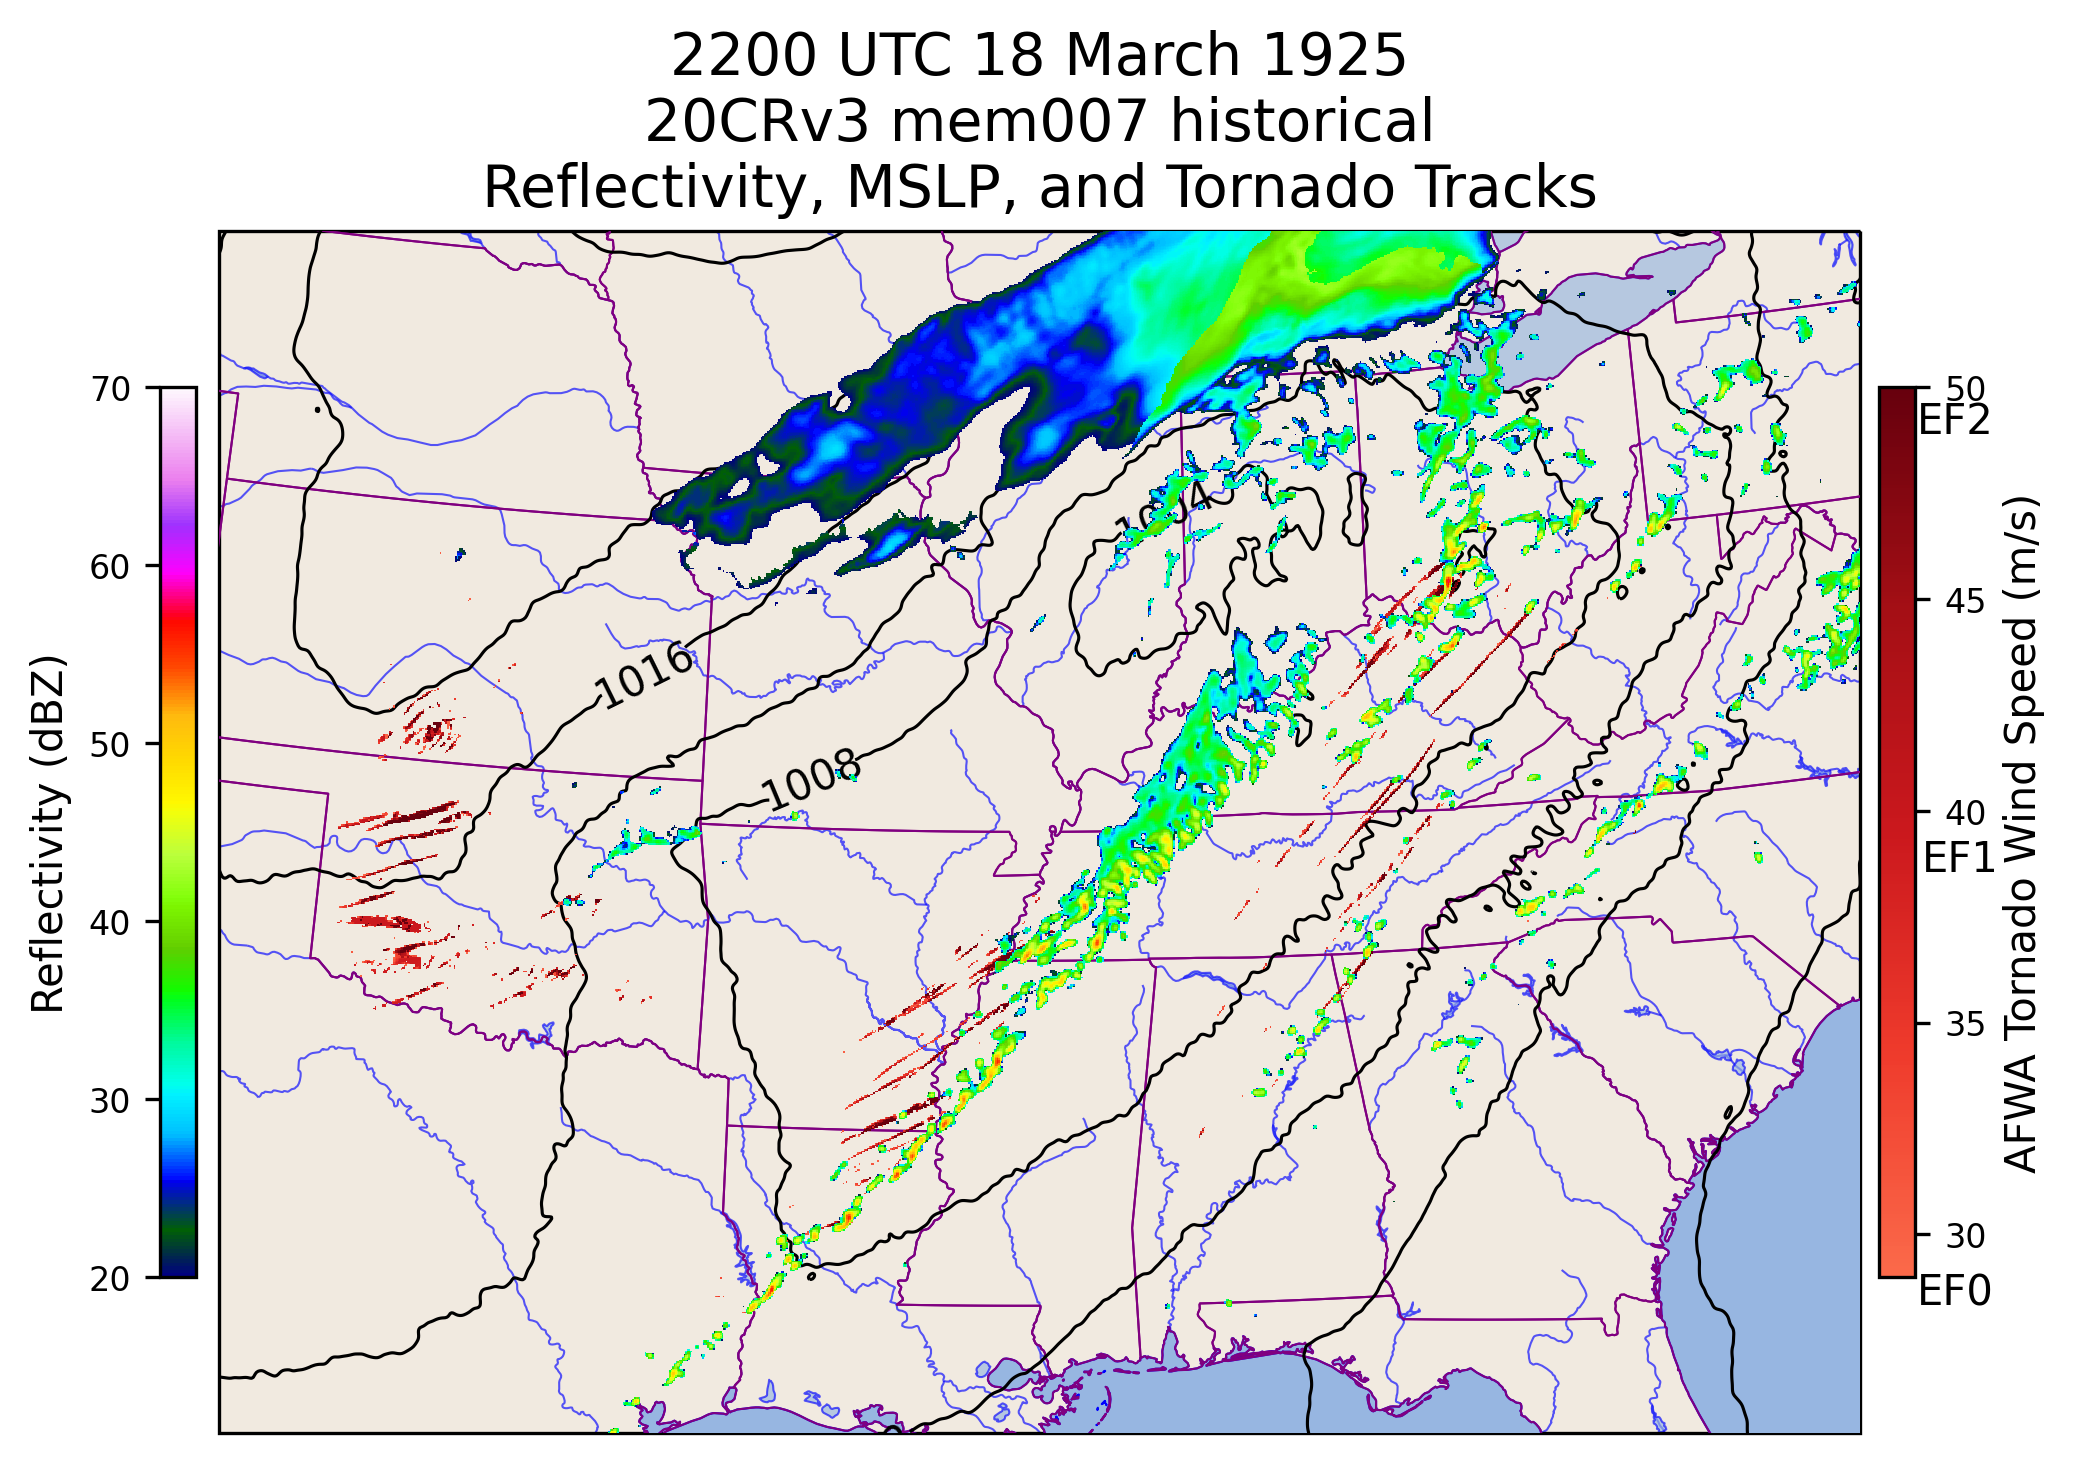 2200 UTC 18 March 1925
20CRv3 mem007 historical
Reflectivity, MSLP, and Tornado Tracks
Reflectivity (dBZ)
70
60
50
40
30
20
1004
1016
1008
50
EF2
45
40
EF1
35
30
EF0
AFWA Tornado Wind Speed (m/s)